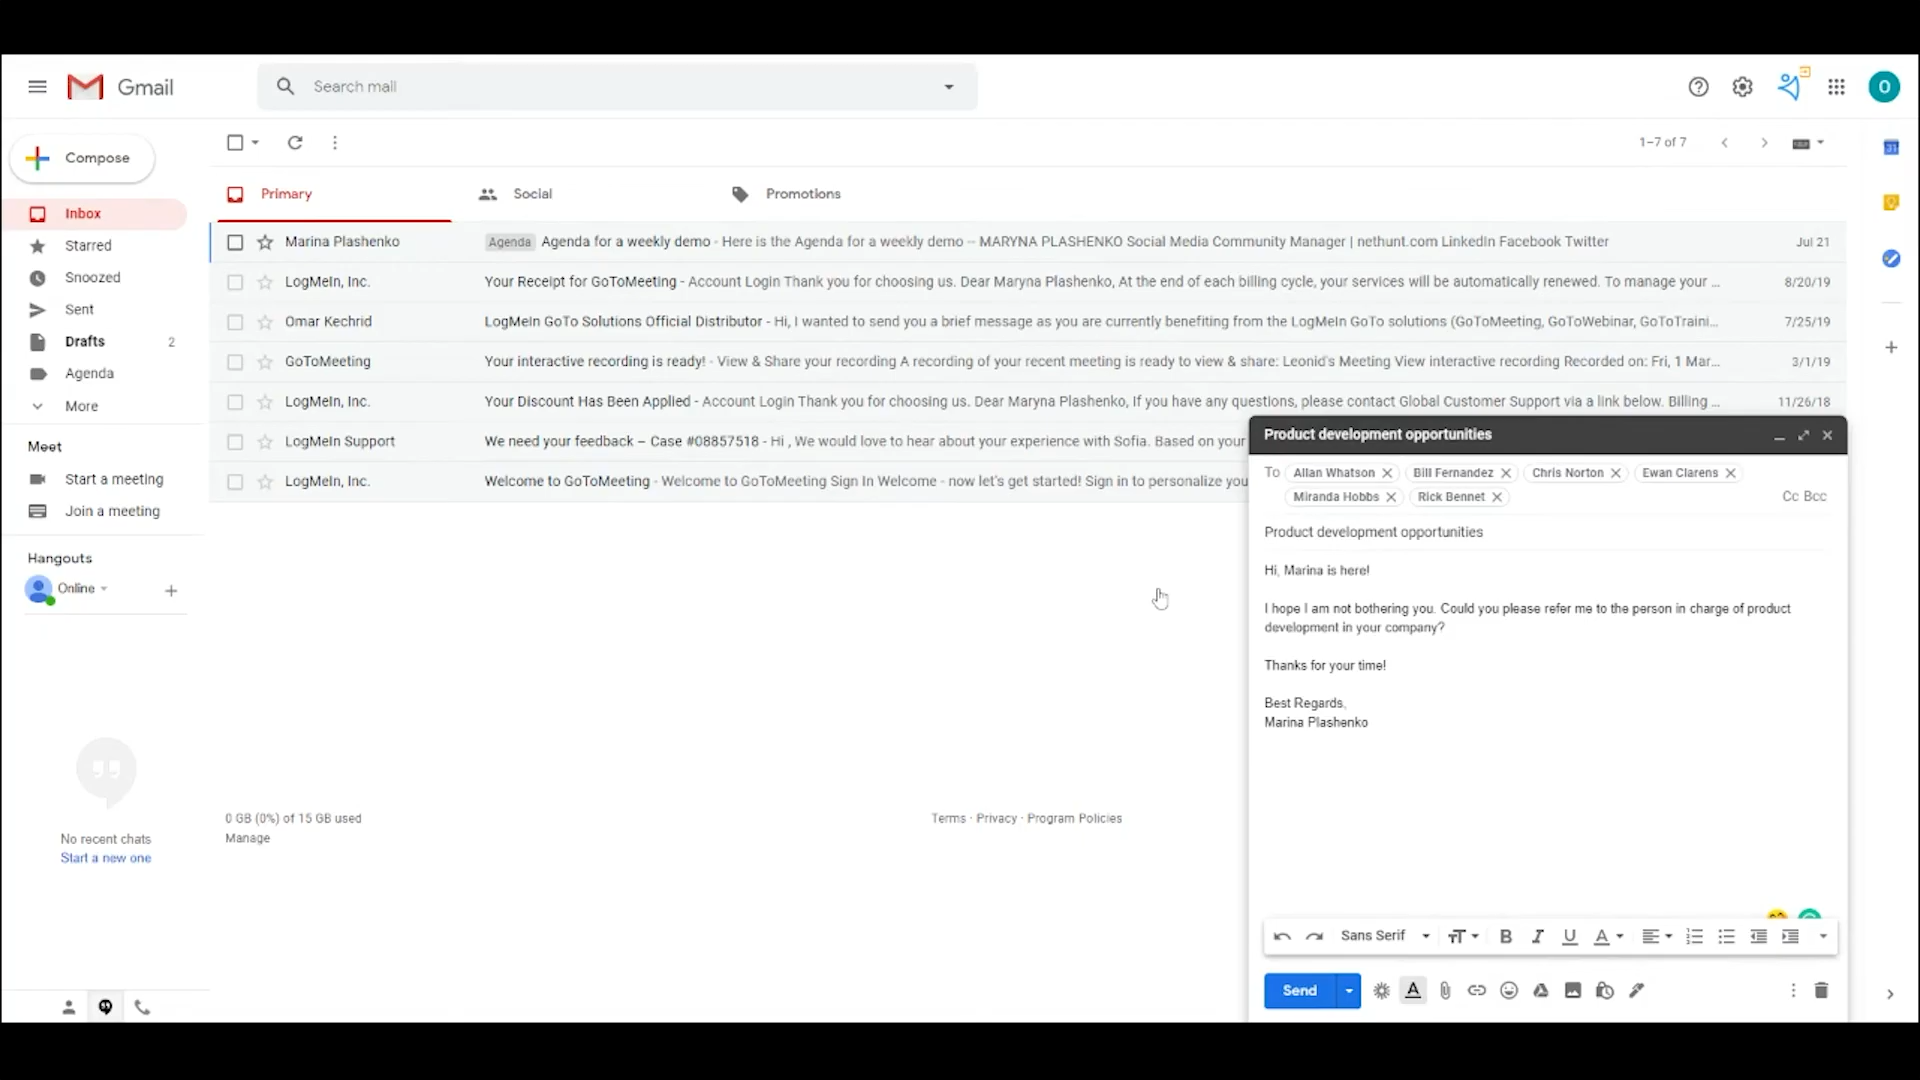 Gmail
Search mail
O
Compose
1–7 of 7
31
Primary
Social
Promotions
Inbox
Starred
Snoozed
Sent
Drafts 2
Agenda
More
Marina Plashenko Agenda Agenda for a weekly demo - Here is the Agenda for a weekly demo -- MARYNA PLASHENKO Social Media Community Manager | nethunt.com LinkedIn Facebook Twitter Jul 21
LogMeIn, Inc. Your Receipt for GoToMeeting - Account Login Thank you for choosing us. Dear Maryna Plashenko, At the end of each billing cycle, your services will be automatically renewed. To manage your ... 8/20/19
Omar Kechrid LogMeIn GoTo Solutions Official Distributor - Hi, I wanted to send you a brief message as you are currently benefiting from the LogMeIn GoTo solutions (GoToMeeting, GoToWebinar, GoToTraini... 7/25/19
GoToMeeting Your interactive recording is ready! - View & Share your recording A recording of your recent meeting is ready to view & share: Leonid's Meeting View interactive recording Recorded on: Fri, 1 Mar... 3/1/19
LogMeIn, Inc. Your Discount Has Been Applied - Account Login Thank you for choosing us. Dear Maryna Plashenko, If you have any questions, please contact Global Customer Support via a link below. Billing ... 11/26/18
LogMeIn Support We need your feedback – Case #08857518 - Hi , We would love to hear about your experience with Sofia. Based on your
LogMeIn, Inc. Welcome to GoToMeeting - Welcome to GoToMeeting Sign In Welcome - now let's get started! Sign in to personalize you
Meet
Start a meeting
Join a meeting
Hangouts
Online
No recent chats
Start a new one
0 GB (0%) of 15 GB used
Manage
Terms · Privacy · Program Policies
Product development opportunities
To Allan Whatson Bill Fernandez Chris Norton Ewan Clarens
Miranda Hobbs Rick Bennet Cc Bcc
Product development opportunities
Hi, Marina is here!
I hope I am not bothering you. Could you please refer me to the person in charge of product
development in your company?
Thanks for your time!
Best Regards,
Marina Plashenko
Sans Serif
Send